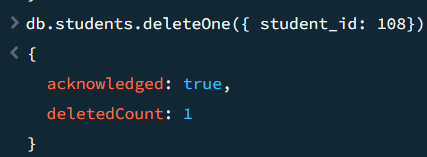 > db.students.deleteOne({ student_id: 108})
< {
acknowledged: true,
deletedCount: 1
}